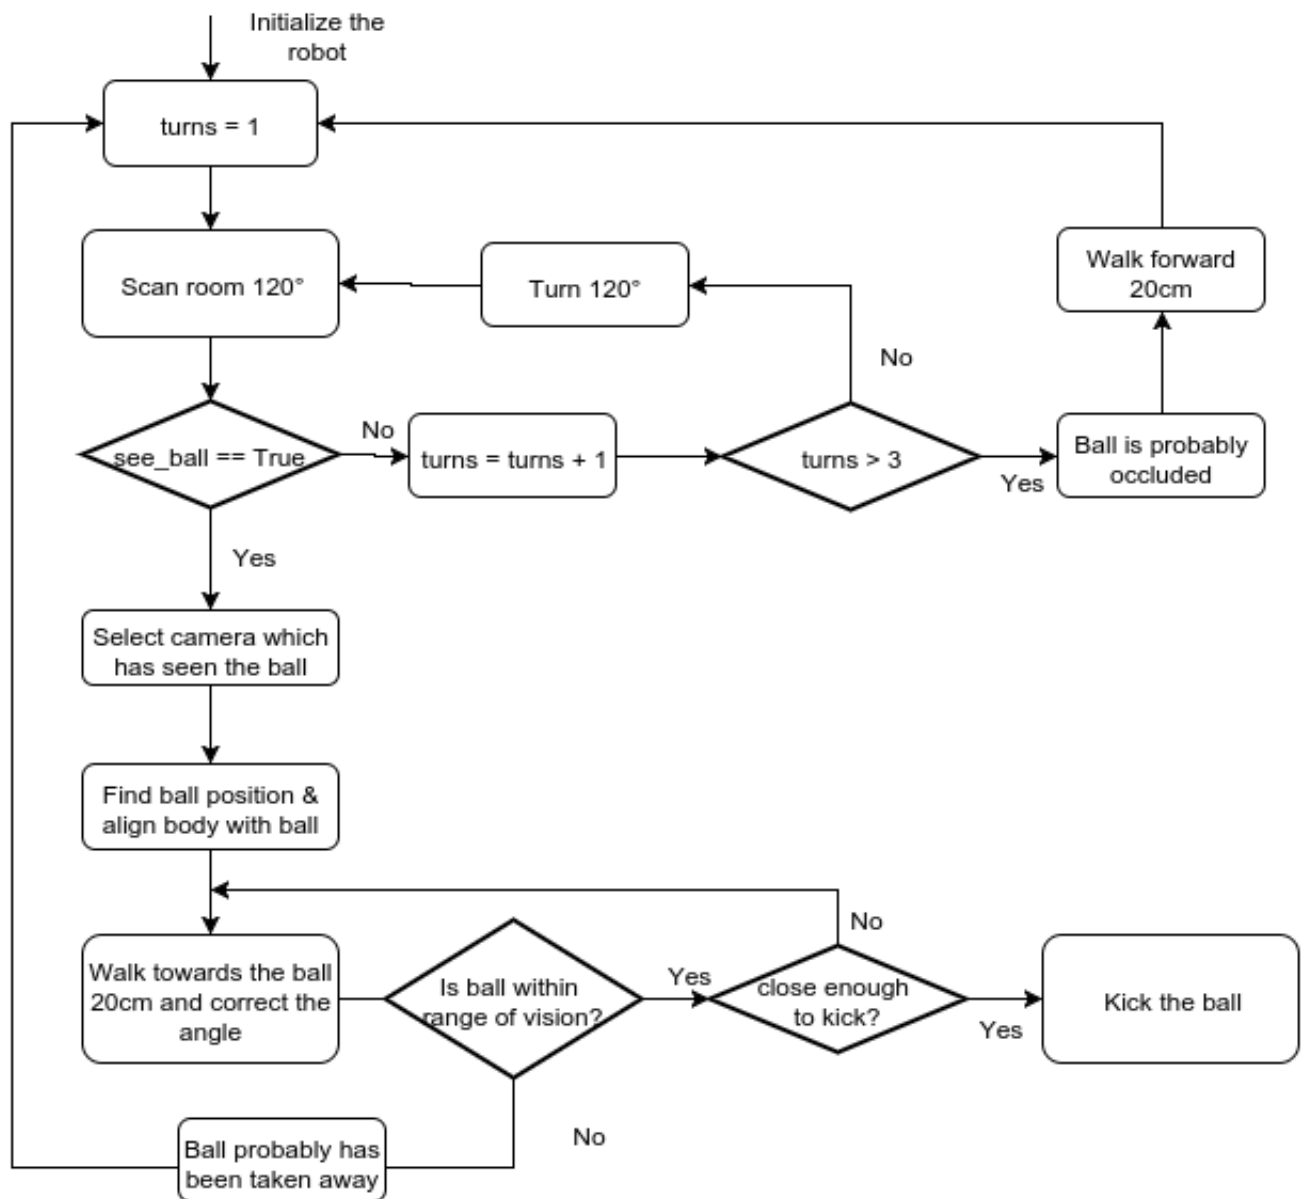 Initialize the
robot
turns = 1
Scan room 120°
Turn 120°
Walk forward
20cm
No
see_ball == True
No
turns = turns + 1
turns > 3
Yes
Ball is probably
occluded
Yes
Select camera which
has seen the ball
Find ball position &
align body with ball
Walk towards the ball
20cm and correct the
angle
Is ball within
range of vision?
Yes
close enough
to kick?
No
Yes
Kick the ball
No
Ball probably has
been taken away